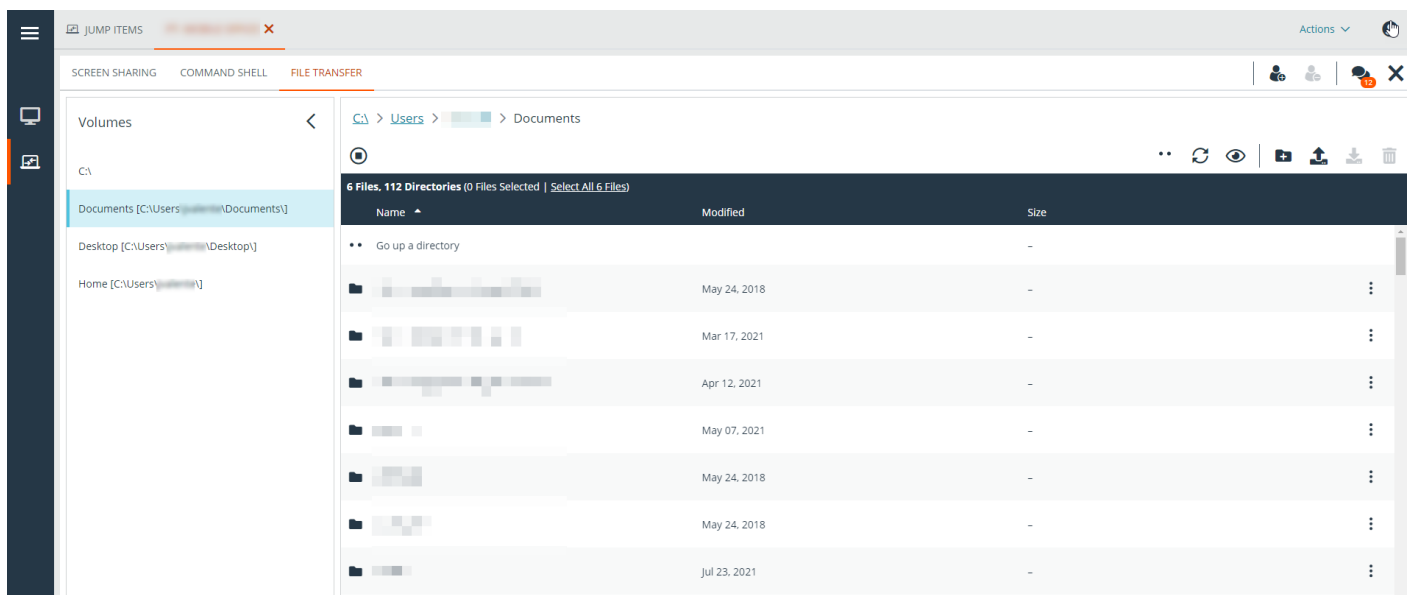 JUMP ITEMS
Actions
SCREEN SHARING COMMAND SHELL FILE TRANSFER
12
Volumes
C:\ > Users > > Documents
C:\
Documents [C:\Users\ \Documents\]
Desktop [C:\Users\ \Desktop\]
Home [C:\Users\ \]
6 Files, 112 Directories (0 Files Selected | Select All 6 Files)
Name Modified Size
Go up a directory –
May 24, 2018 –
Mar 17, 2021 –
Apr 12, 2021 –
May 07, 2021 –
May 24, 2018 –
May 24, 2018 –
Jul 23, 2021 –